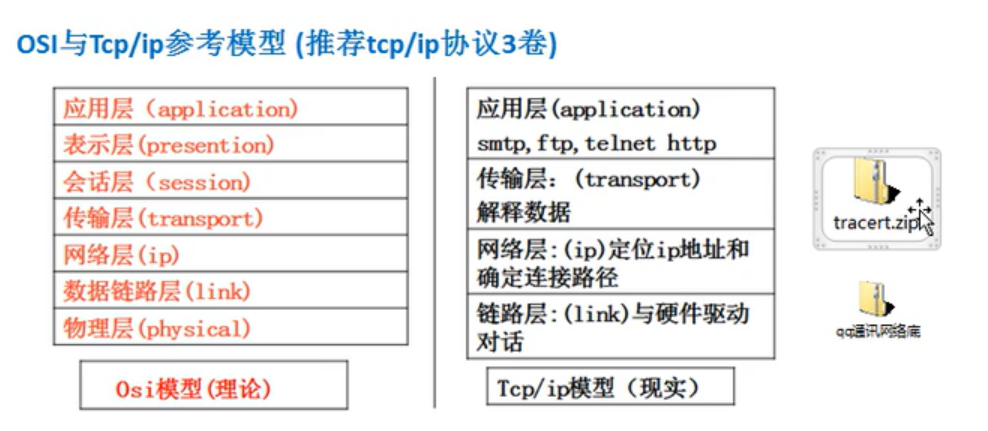 OSI与Tcp/ip参考模型 (推荐tcp/ip协议3卷)
应用层（application)
表示层(presention)
会话层（session)
传输层(transport)
网络层(ip)
数据链路层(link)
物理层(physical)
Osi模型(理论)
应用层(application)
smtp,ftp,telnet http
传输层：(transport)
解释数据
网络层:(ip)定位ip地址和
确定连接路径
链路层:(link)与硬件驱动
对话
Tcp/ip模型（现实）
tracert.zip
qq通讯网络底